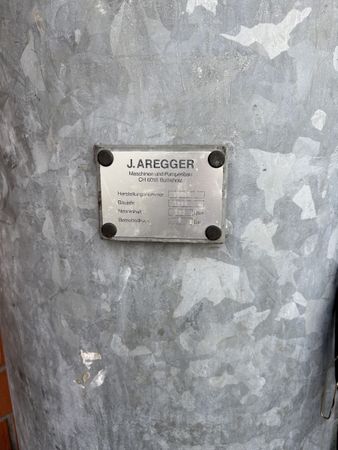 J. AREGGER
Maschinen und Pumpenbau
CH 6018 Buttisholz
Herstellungsnummer
Baujahr
Nenninhalt
Betriebsdruck